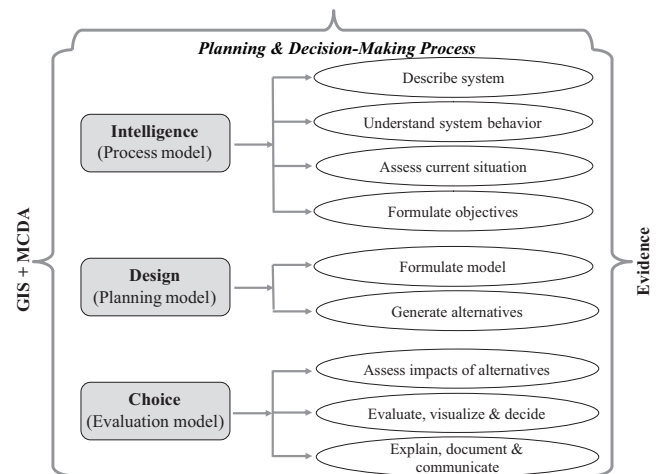 Planning & Decision-Making Process
Describe system
Understand system behavior
Intelligence
(Process model)
Assess current situation
Formulate objectives
GIS + MCDA
Evidence
Design
(Planning model)
Formulate model
Generate alternatives
Choice
(Evaluation model)
Assess impacts of alternatives
Evaluate, visualize & decide
Explain, document &
communicate